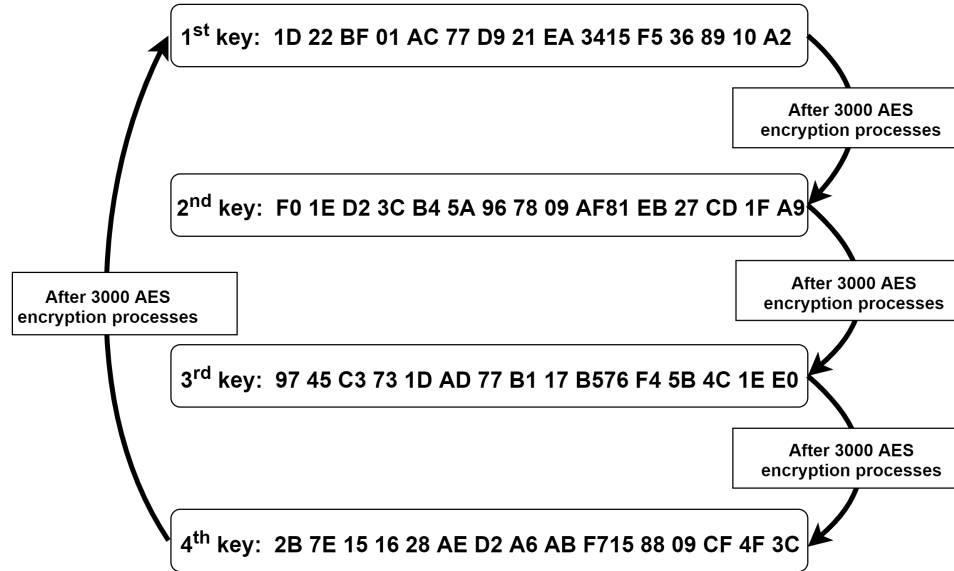 1st key: 1D 22 BF 01 AC 77 D9 21 EA 3415 F5 36 89 10 A2
After 3000 AES
encryption processes
2nd key: F0 1E D2 3C B4 5A 96 78 09 AF81 EB 27 CD 1F A9
After 3000 AES
encryption processes
After 3000 AES
encryption processes
3rd key: 97 45 C3 73 1D AD 77 B1 17 B576 F4 5B 4C 1E E0
After 3000 AES
encryption processes
4th key: 2B 7E 15 16 28 AE D2 A6 AB F715 88 09 CF 4F 3C